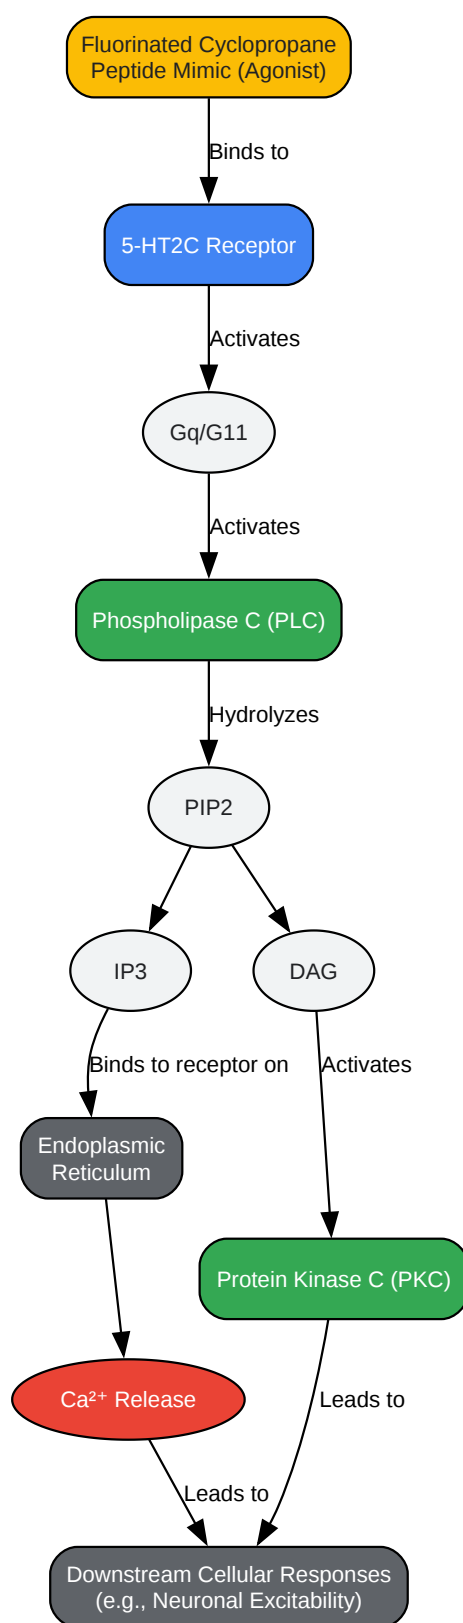 Fluorinated Cyclopropane
Peptide Mimic (Agonist)
Binds to
5-HT2C Receptor
Activates
Gq/G11
Activates
Phospholipase C (PLC)
Hydrolyzes
PIP2
IP3
DAG
Binds to receptor on
Activates
Endoplasmic
Reticulum
Protein Kinase C (PKC)
Ca²⁺ Release
Leads to
Leads to
Downstream Cellular Responses
(e.g., Neuronal Excitability)